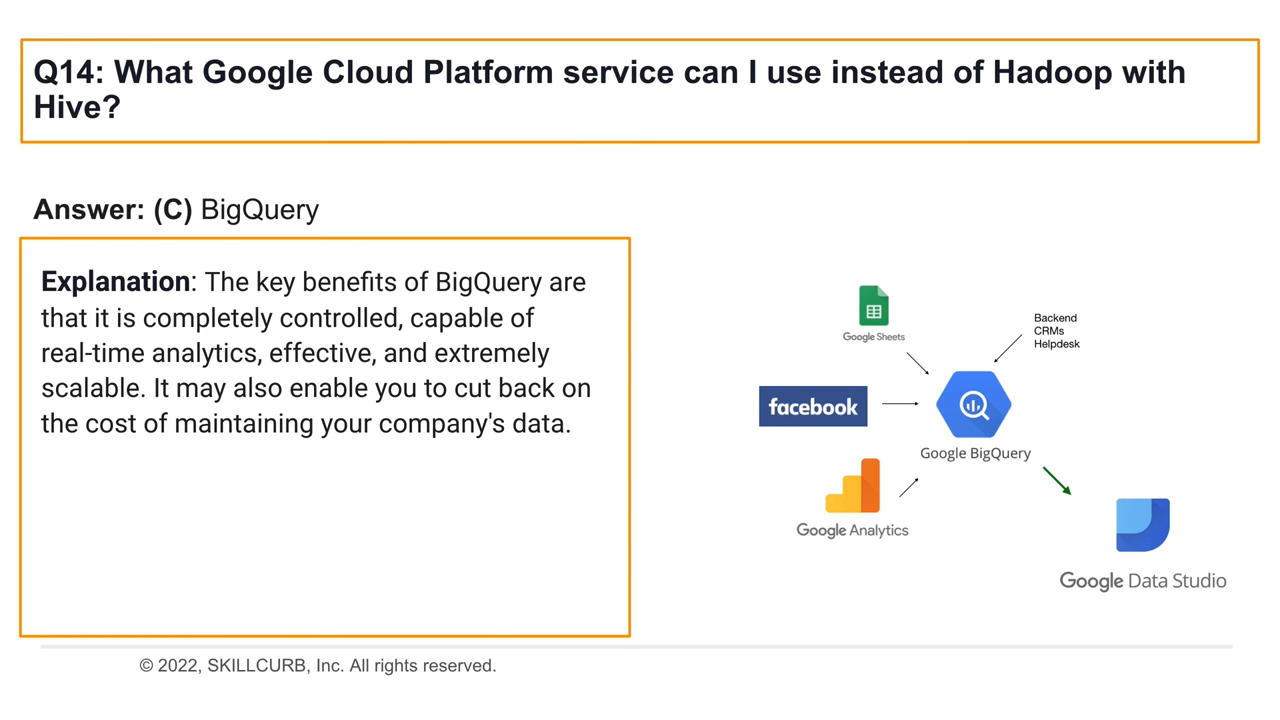 Q14: What Google Cloud Platform service can I use instead of Hadoop with
Hive?
Answer: (C) BigQuery
Explanation: The key benefits of BigQuery are
that it is completely controlled, capable of
real-time analytics, effective, and extremely
scalable. It may also enable you to cut back on
the cost of maintaining your company's data.
Google Sheets
Backend
CRMs
Helpdesk
facebook
Google BigQuery
Google Analytics
Google Data Studio
© 2022, SKILLCURB, Inc. All rights reserved.